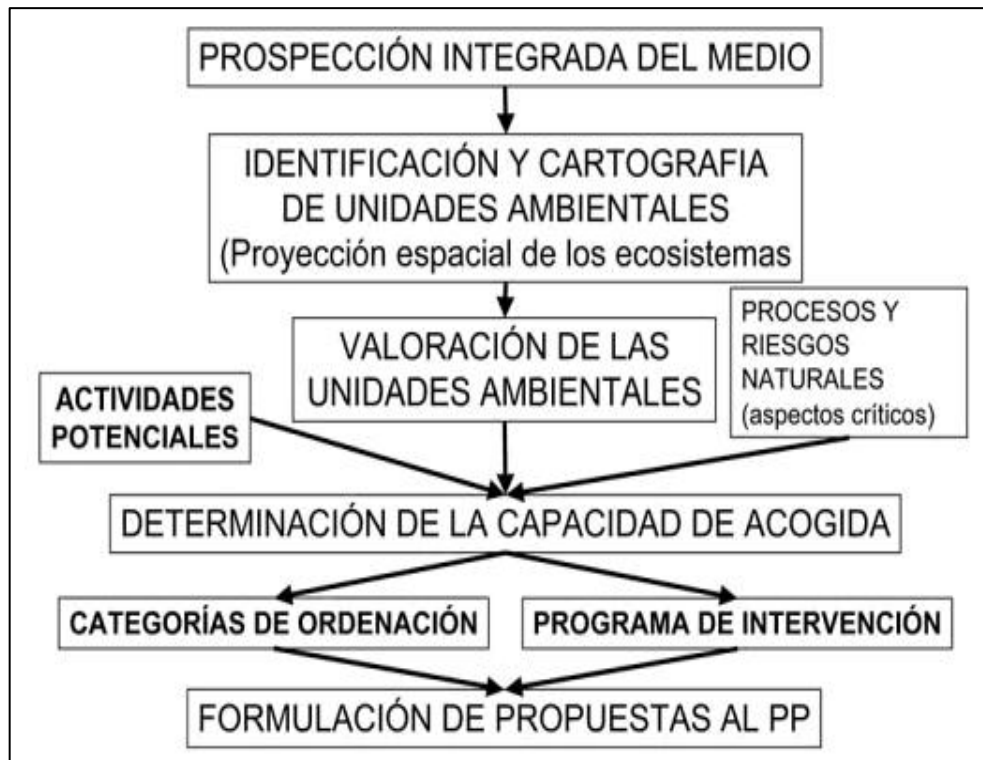 PROSPECCIÓN INTEGRADA DEL MEDIO
IDENTIFICACIÓN Y CARTOGRAFIA
DE UNIDADES AMBIENTALES
(Proyección espacial de los ecosistemas
VALORACIÓN DE LAS
UNIDADES AMBIENTALES
PROCESOS Y
RIESGOS
NATURALES
(aspectos críticos)
ACTIVIDADES
POTENCIALES
DETERMINACIÓN DE LA CAPACIDAD DE ACOGIDA
CATEGORÍAS DE ORDENACIÓN
PROGRAMA DE INTERVENCIÓN
FORMULACIÓN DE PROPUESTAS AL PP